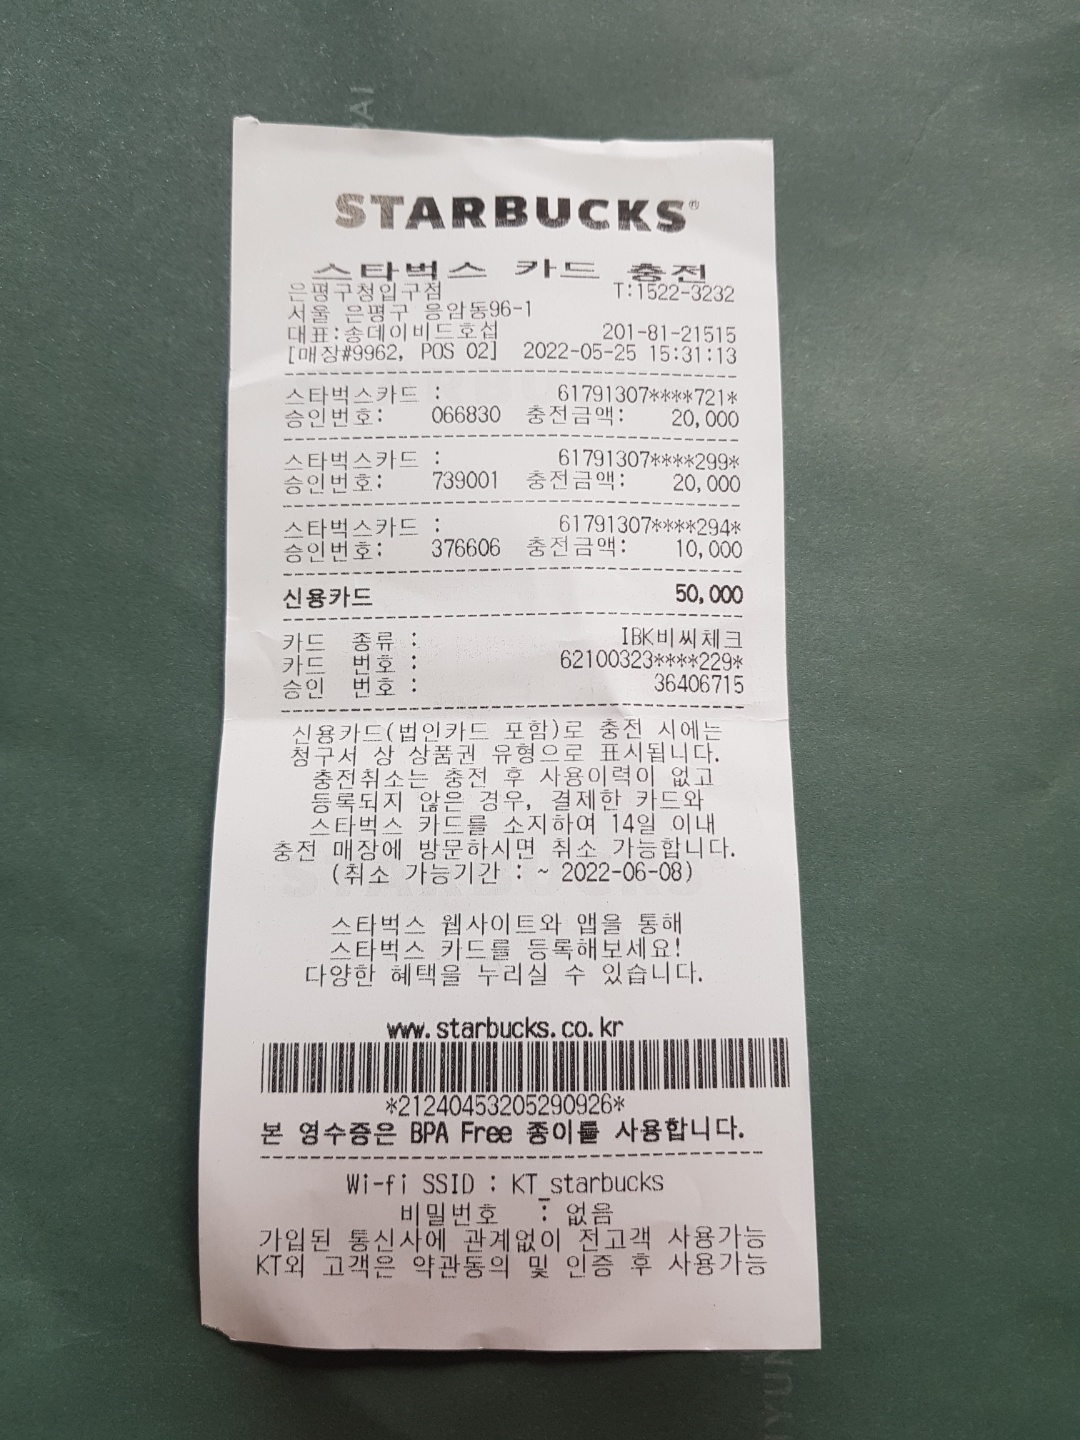 STARBUCKS®
스타벅스 카드 충전
은평구청입구점 T:1522-3232
서울 은평구 응암동96-1
대표:송데이비드호섭 201-81-21515
[매장#9962, POS 02] 2022-05-25 15:31:13
스타벅스카드 : 61791307****721*
승인번호: 066830 충전금액: 20,000
스타벅스카드 : 61791307****299*
승인번호: 739001 충전금액: 20,000
스타벅스카드 : 61791307****294*
승인번호: 376606 충전금액: 10,000
신용카드 50,000
카드 종류 : IBK비씨체크
카드 번호 : 62100323****229*
승인 번호 : 36406715
신용카드(법인카드 포함)로 충전 시에는
청구서 상 상품권 유형으로 표시됩니다.
충전취소는 충전 후 사용이력이 없고
등록되지 않은 경우, 결제한 카드와
스타벅스 카드를 소지하여 14일 이내
충전 매장에 방문하시면 취소 가능합니다.
(취소 가능기간 : ~ 2022-06-08)
스타벅스 웹사이트와 앱을 통해
스타벅스 카드를 등록해보세요!
다양한 혜택을 누리실 수 있습니다.
www.starbucks.co.kr
*21240453205290926*
본 영수증은 BPA Free 종이를 사용합니다.
Wi-fi SSID : KT_starbucks
비밀번호 : 없음
가입된 통신사에 관계없이 전고객 사용가능
KT외 고객은 약관동의 및 인증 후 사용가능